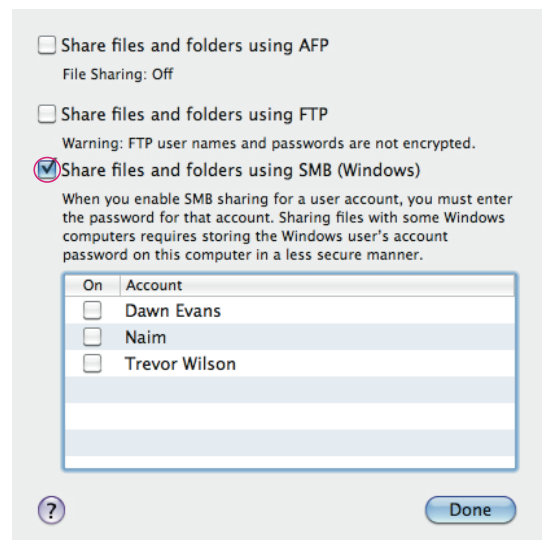 Share files and folders using AFP
File Sharing: Off
Share files and folders using FTP
Warning: FTP user names and passwords are not encrypted.
Share files and folders using SMB (Windows)
When you enable SMB sharing for a user account, you must enter
the password for that account. Sharing files with some Windows
computers requires storing the Windows user's account
password on this computer in a less secure manner.
On Account
Dawn Evans
Naim
Trevor Wilson
? Done